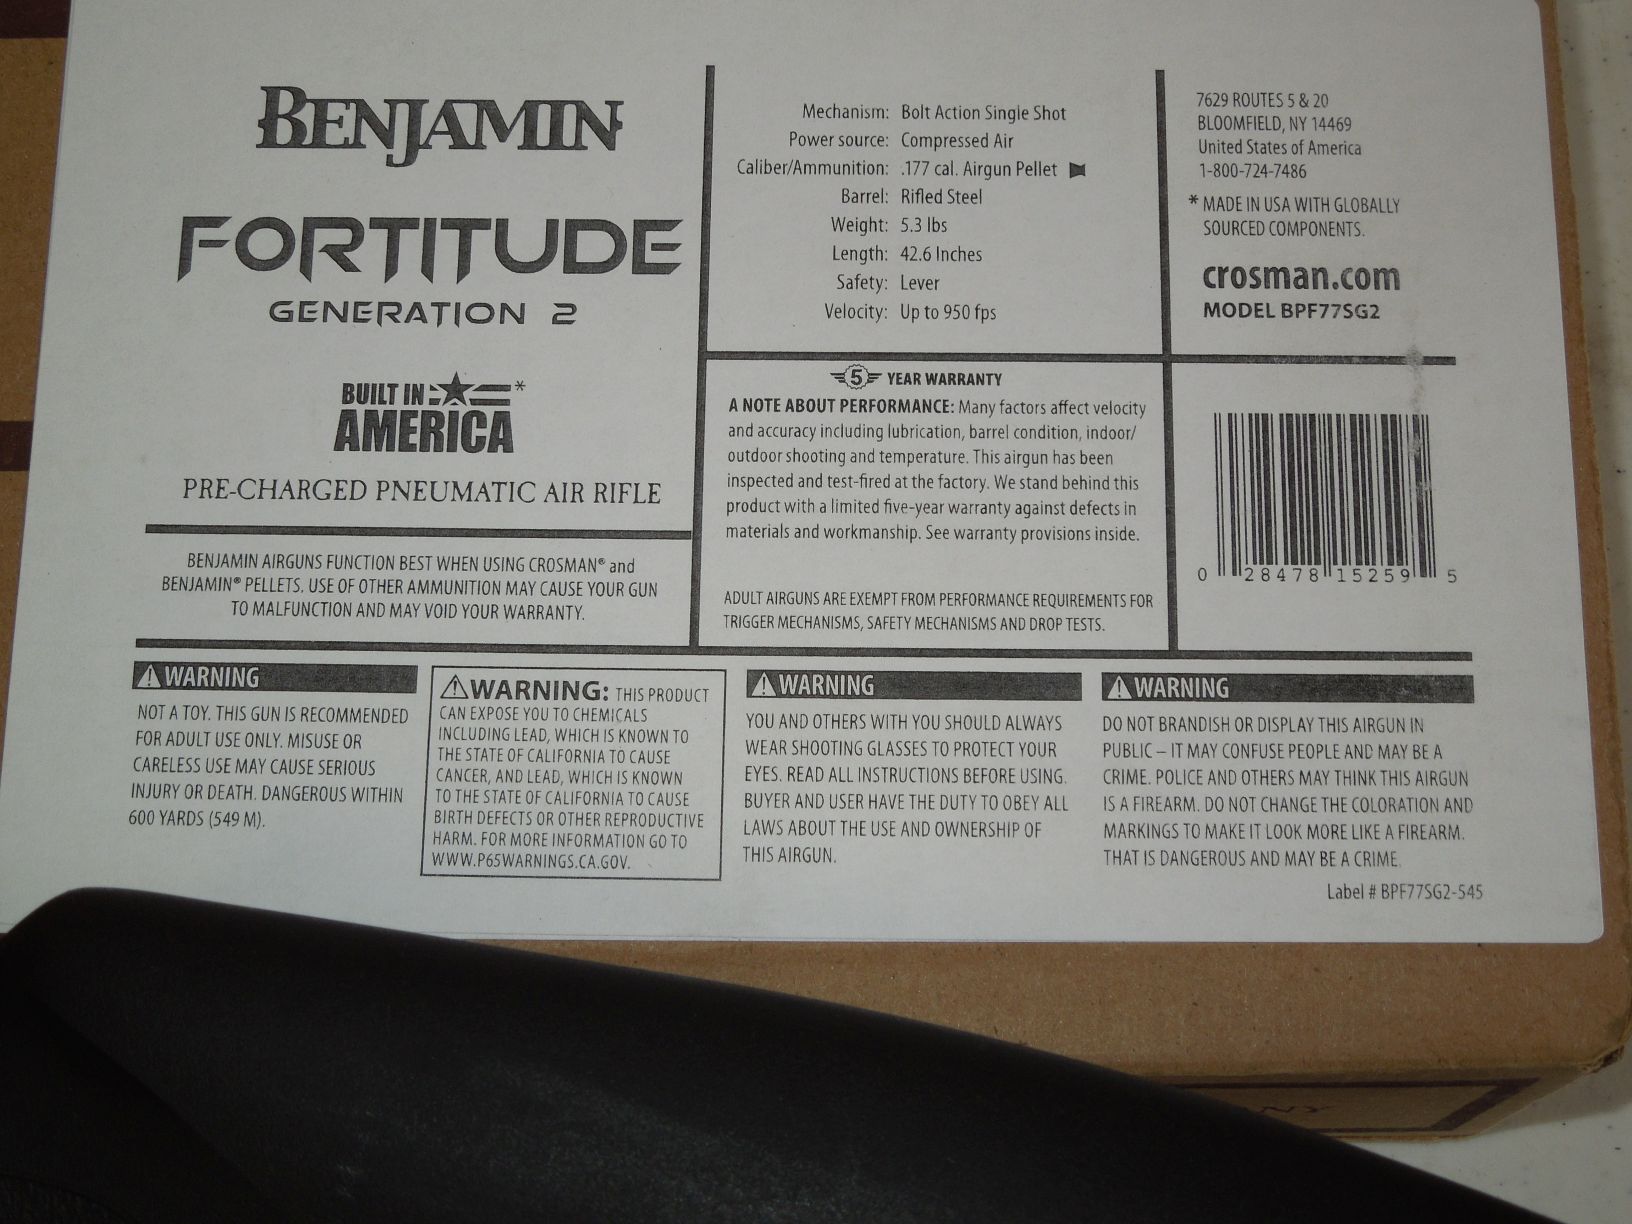 BENJAMIN
FORTITUDE
GENERATION 2
BUILT IN *
AMERICA
PRE-CHARGED PNEUMATIC AIR RIFLE
BENJAMIN AIRGUNS FUNCTION BEST WHEN USING CROSMAN® and
BENJAMIN® PELLETS. USE OF OTHER AMMUNITION MAY CAUSE YOUR GUN
TO MALFUNCTION AND MAY VOID YOUR WARRANTY.
Mechanism: Bolt Action Single Shot
Power source: Compressed Air
Caliber/Ammunition: .177 cal. Airgun Pellet
Barrel: Rifled Steel
Weight: 5.3 lbs
Length: 42.6 Inches
Safety: Lever
Velocity: Up to 950 fps
5 YEAR WARRANTY
A NOTE ABOUT PERFORMANCE: Many factors affect velocity
and accuracy including lubrication, barrel condition, indoor/
outdoor shooting and temperature. This airgun has been
inspected and test-fired at the factory. We stand behind this
product with a limited five-year warranty against defects in
materials and workmanship. See warranty provisions inside.
ADULT AIRGUNS ARE EXEMPT FROM PERFORMANCE REQUIREMENTS FOR
TRIGGER MECHANISMS, SAFETY MECHANISMS AND DROP TESTS.
7629 ROUTES 5 & 20
BLOOMFIELD, NY 14469
United States of America
1-800-724-7486
* MADE IN USA WITH GLOBALLY
SOURCED COMPONENTS.
crosman.com
MODEL BPF77SG2
0 28478 15259 5
WARNING
NOT A TOY. THIS GUN IS RECOMMENDED
FOR ADULT USE ONLY. MISUSE OR
CARELESS USE MAY CAUSE SERIOUS
INJURY OR DEATH. DANGEROUS WITHIN
600 YARDS (549 M).
WARNING: THIS PRODUCT
CAN EXPOSE YOU TO CHEMICALS
INCLUDING LEAD, WHICH IS KNOWN TO
THE STATE OF CALIFORNIA TO CAUSE
CANCER, AND LEAD, WHICH IS KNOWN
TO THE STATE OF CALIFORNIA TO CAUSE
BIRTH DEFECTS OR OTHER REPRODUCTIVE
HARM. FOR MORE INFORMATION GO TO
WWW.P65WARNINGS.CA.GOV.
WARNING
YOU AND OTHERS WITH YOU SHOULD ALWAYS
WEAR SHOOTING GLASSES TO PROTECT YOUR
EYES. READ ALL INSTRUCTIONS BEFORE USING.
BUYER AND USER HAVE THE DUTY TO OBEY ALL
LAWS ABOUT THE USE AND OWNERSHIP OF
THIS AIRGUN.
WARNING
DO NOT BRANDISH OR DISPLAY THIS AIRGUN IN
PUBLIC – IT MAY CONFUSE PEOPLE AND MAY BE A
CRIME. POLICE AND OTHERS MAY THINK THIS AIRGUN
IS A FIREARM. DO NOT CHANGE THE COLORATION AND
MARKINGS TO MAKE IT LOOK MORE LIKE A FIREARM.
THAT IS DANGEROUS AND MAY BE A CRIME.
Label # BPF77SG2-545